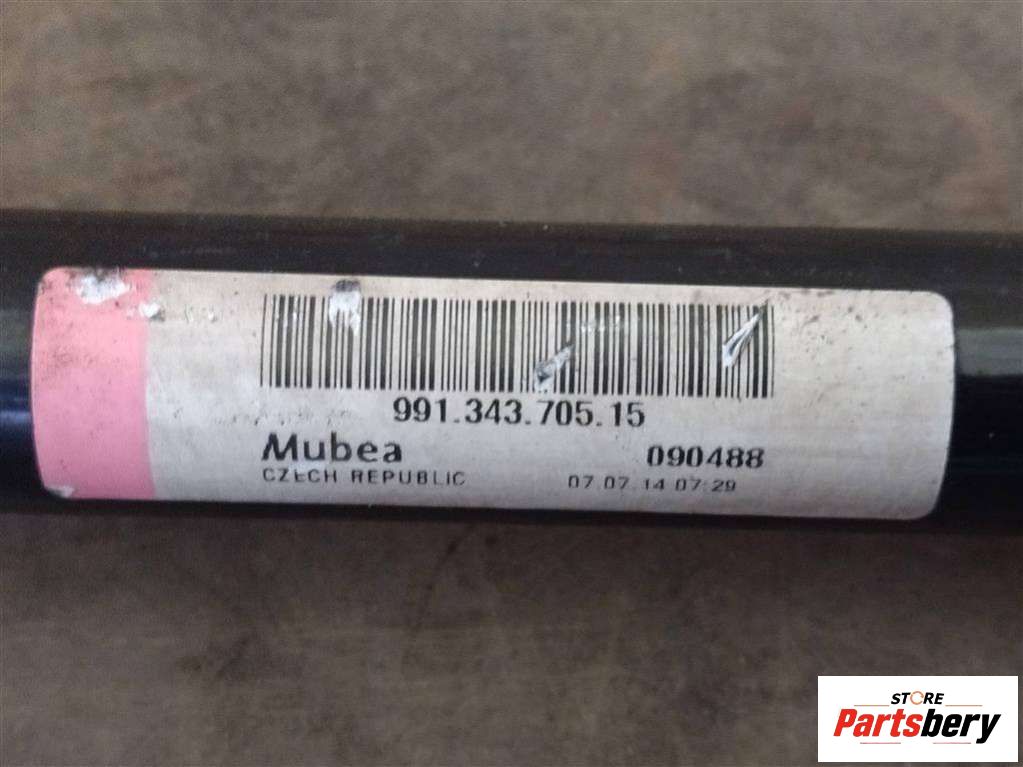 991.343.705.15
Mubea 090488
CZECH REPUBLIC 07.07.14 07:29
STORE
Partsbery